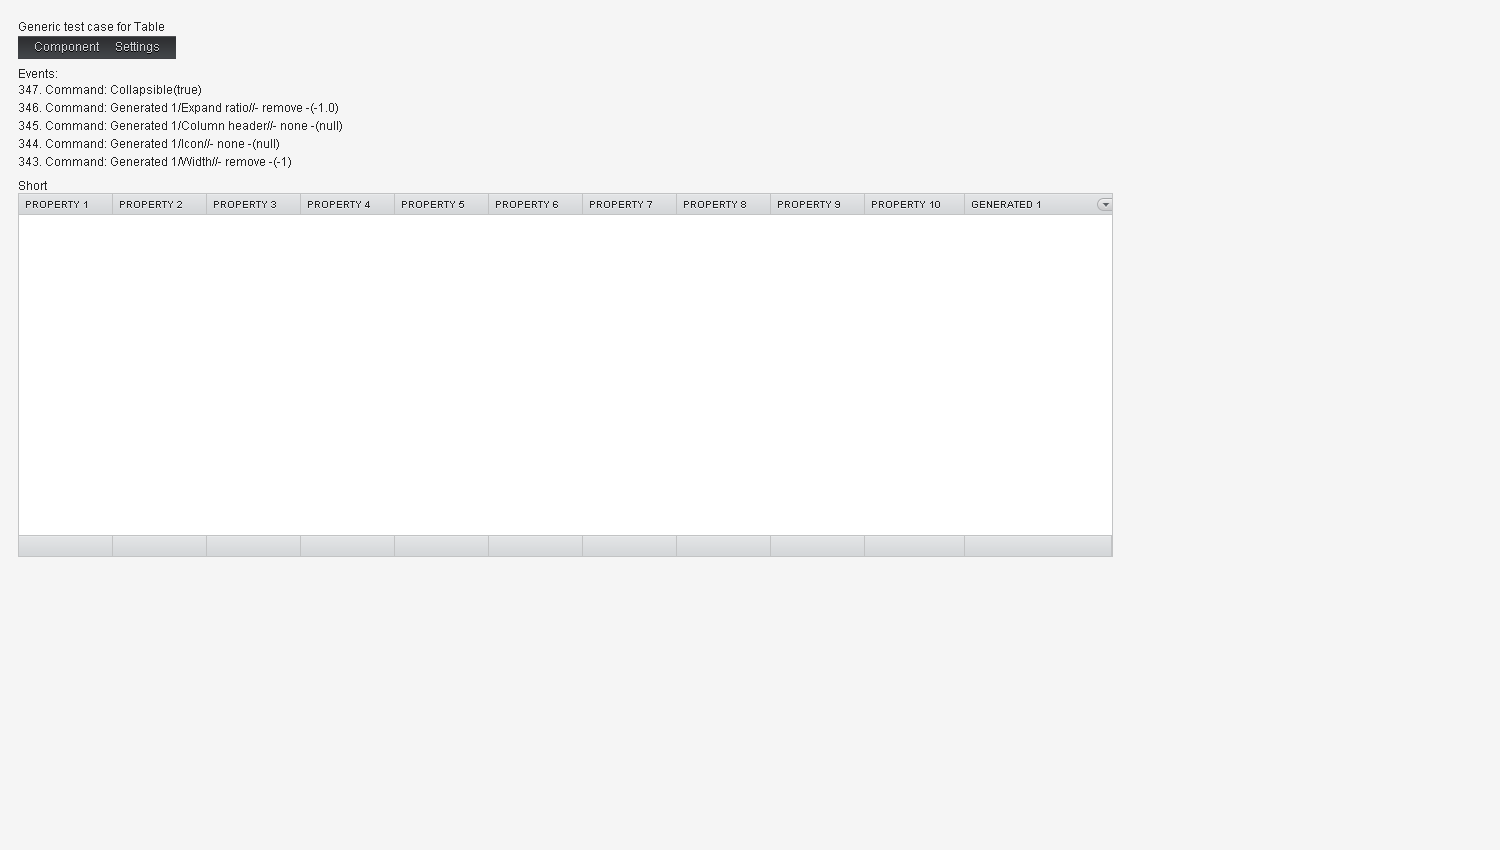 Generic test case for Table
Component Settings
Events:
347. Command: Collapsible(true)
346. Command: Generated 1/Expand ratio//- remove -(-1.0)
345. Command: Generated 1/Column header//- none -(null)
344. Command: Generated 1/Icon//- none -(null)
343. Command: Generated 1/Width//- remove -(-1)
Short
PROPERTY 1 PROPERTY 2 PROPERTY 3 PROPERTY 4 PROPERTY 5 PROPERTY 6 PROPERTY 7 PROPERTY 8 PROPERTY 9 PROPERTY 10 GENERATED 1